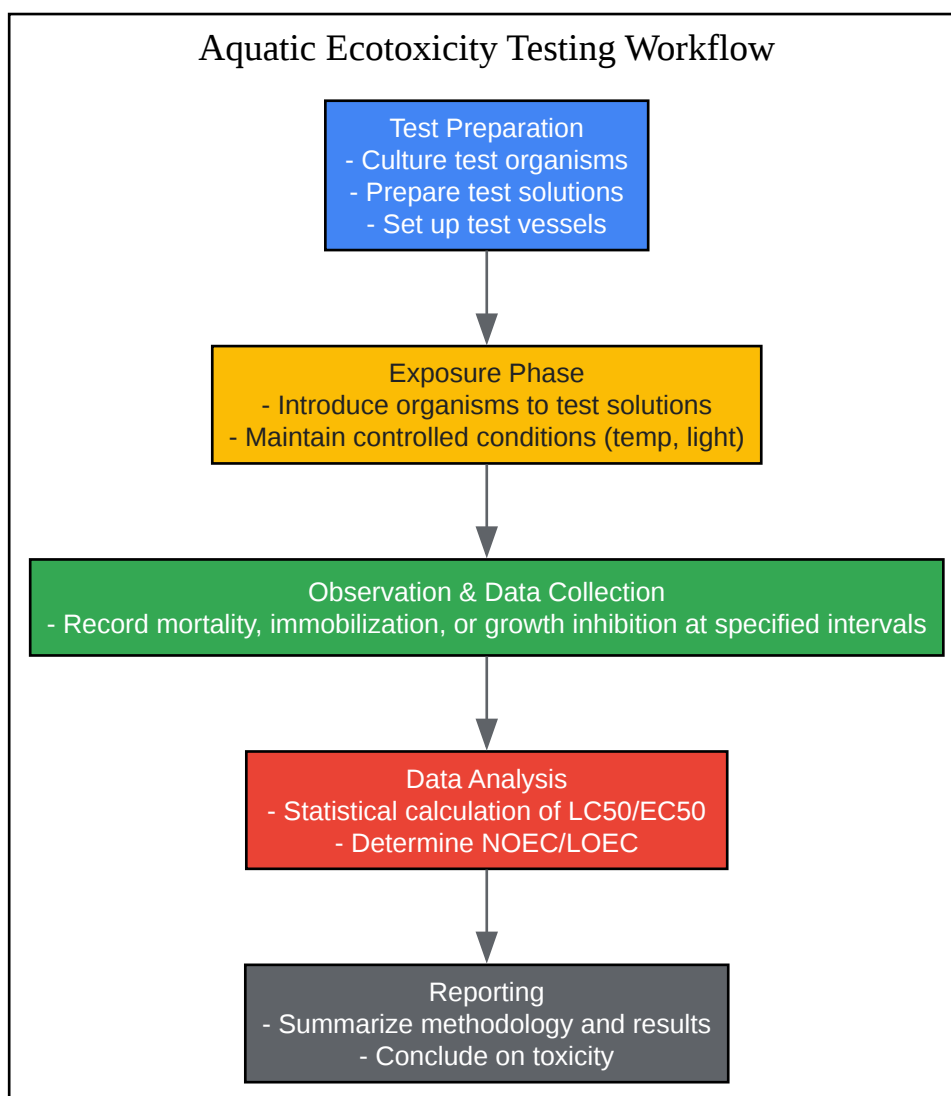 Aquatic Ecotoxicity Testing Workflow
Test Preparation
- Culture test organisms
- Prepare test solutions
- Set up test vessels
Exposure Phase
- Introduce organisms to test solutions
- Maintain controlled conditions (temp, light)
Observation & Data Collection
- Record mortality, immobilization, or growth inhibition at specified intervals
Data Analysis
- Statistical calculation of LC50/EC50
- Determine NOEC/LOEC
Reporting
- Summarize methodology and results
- Conclude on toxicity